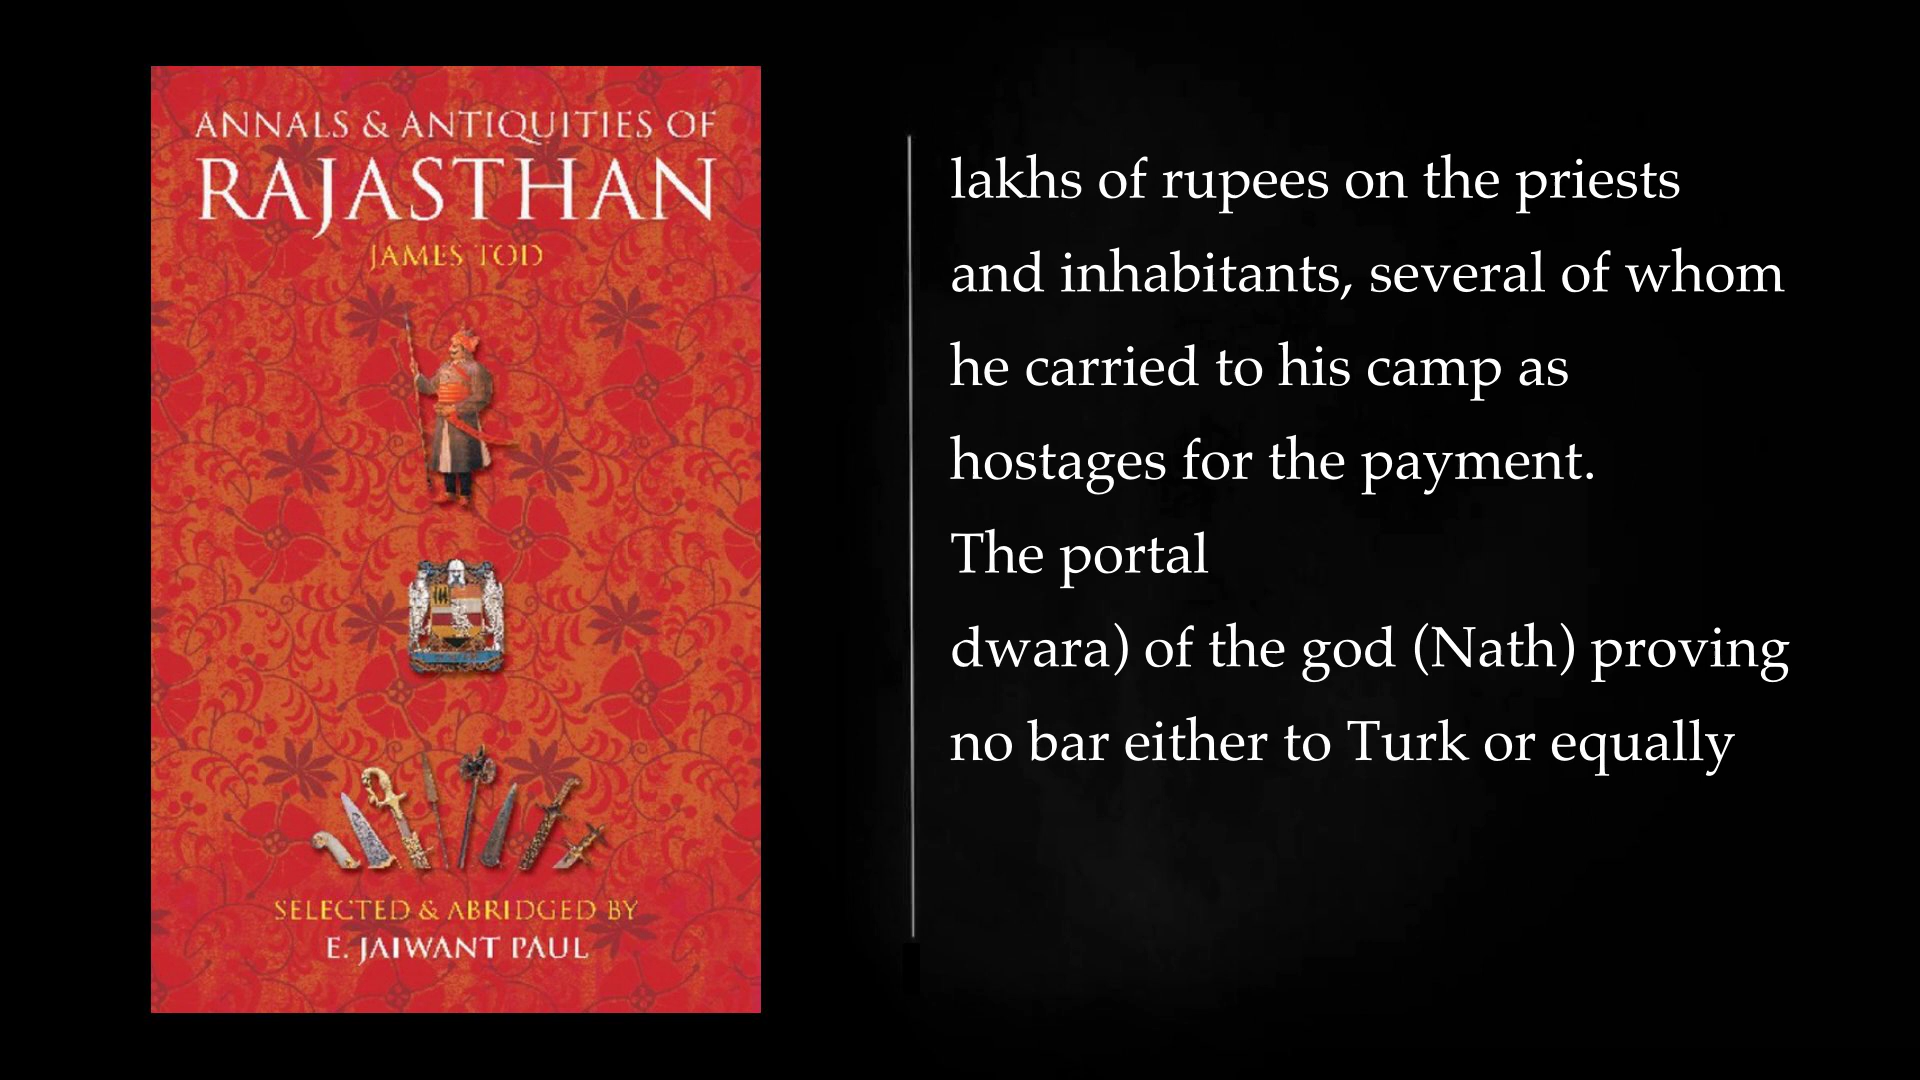 ANNALS & ANTIQUITIES OF
RAJASTHAN
JAMES TOD
SELECTED & ABRIDGED BY
E. JAIWANT PAUL
lakhs of rupees on the priests
and inhabitants, several of whom
he carried to his camp as
hostages for the payment.
The portal
dwara) of the god (Nath) proving
no bar either to Turk or equally